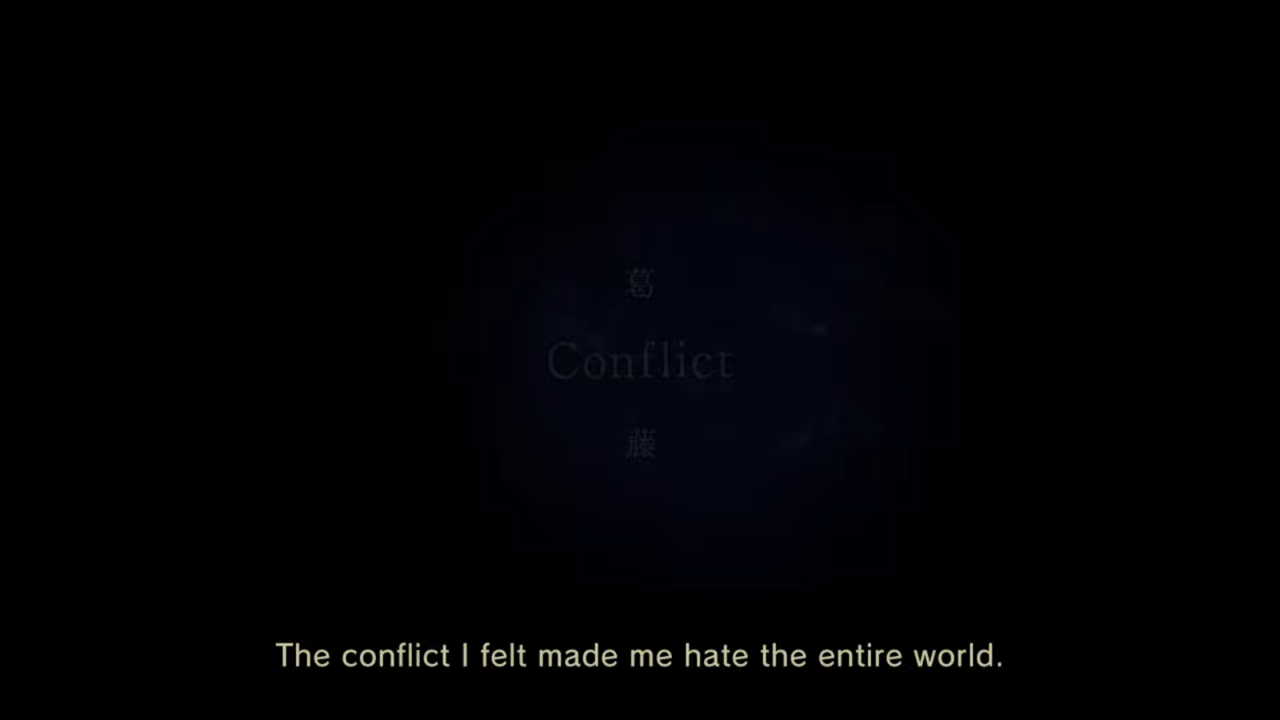 葛
Conflict
藤
The conflict I felt made me hate the entire world.